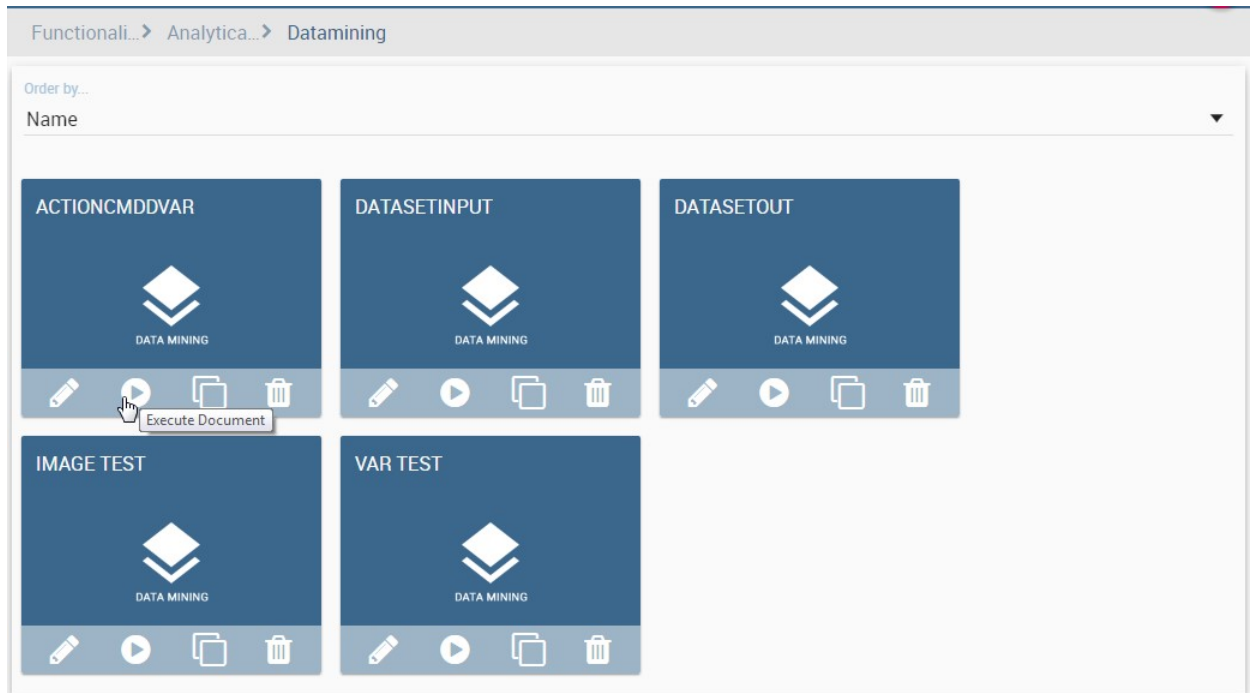 Functionali...> Analytica...> Datamining
Order by...
Name
ACTIONCMDDVAR
DATA MINING
Execute Document
DATASETINPUT
DATA MINING
DATASETOUT
DATA MINING
IMAGE TEST
DATA MINING
VAR TEST
DATA MINING